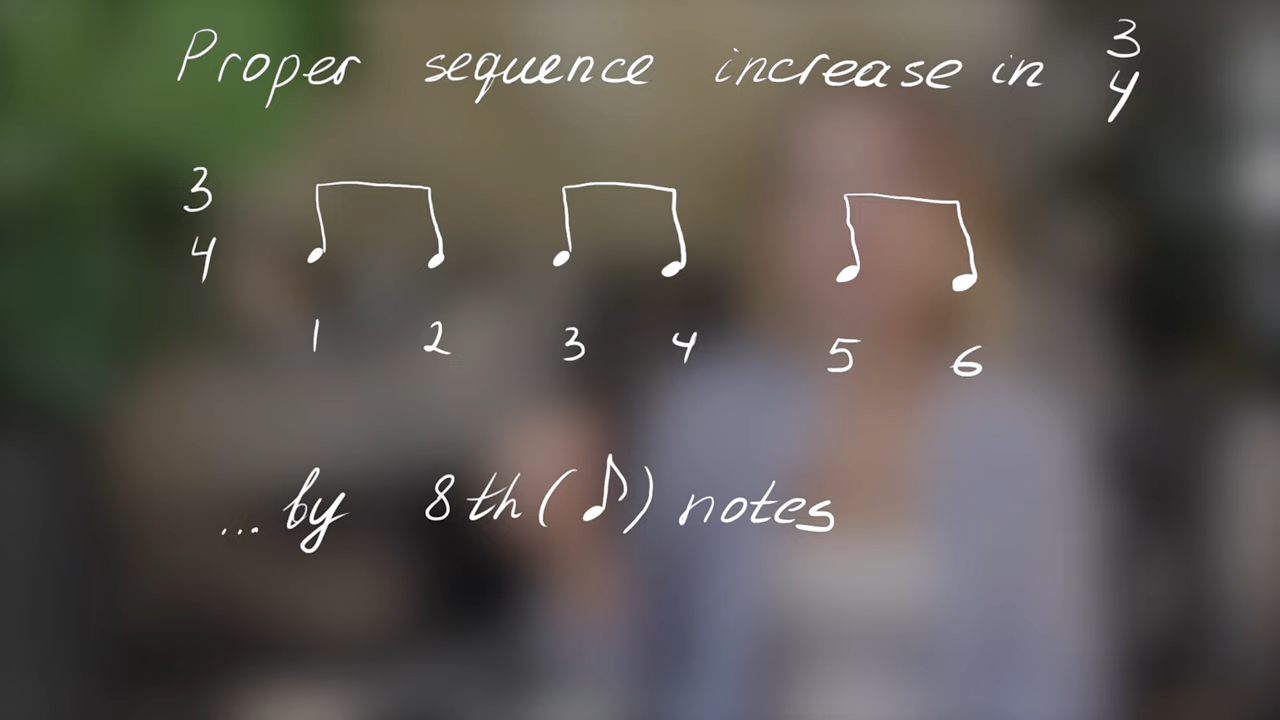 Proper sequence increase in 3/4
3/4
1 2 3 4 5 6
... by 8th (♪) notes